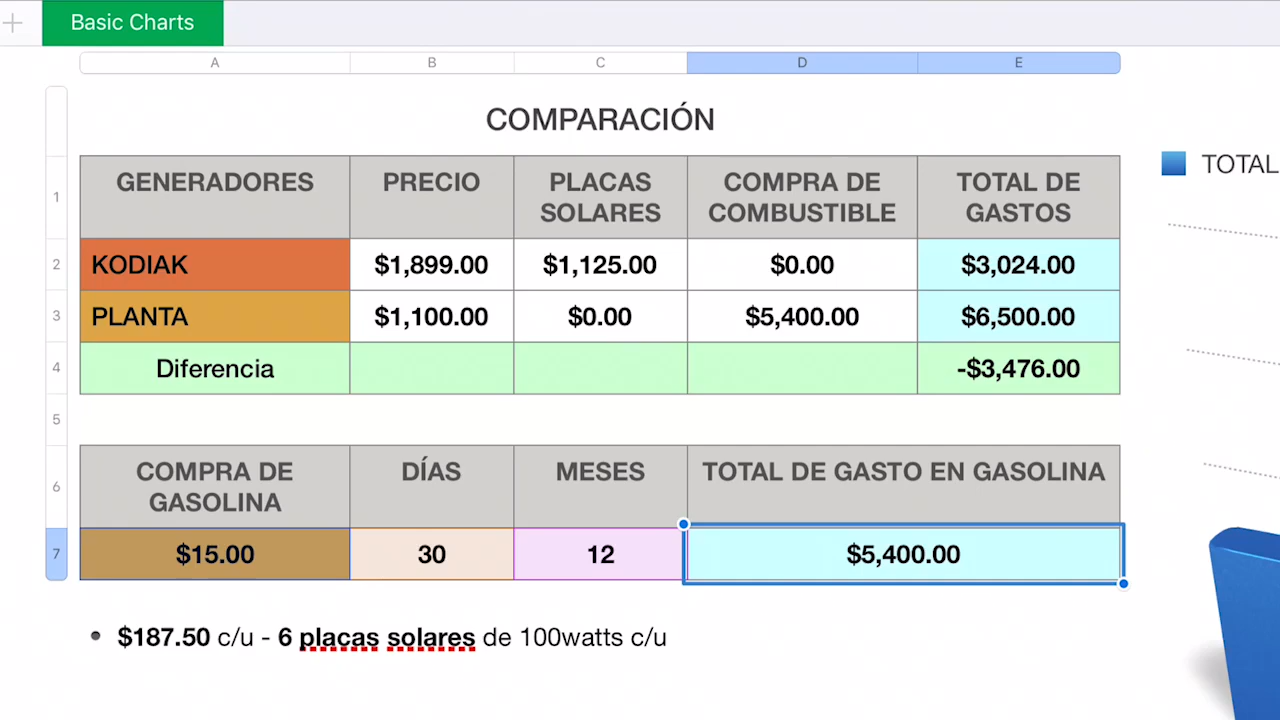 Basic Charts
A B C D E
COMPARACIÓN
TOTAL
1 GENERADORES PRECIO PLACAS SOLARES COMPRA DE COMBUSTIBLE TOTAL DE GASTOS
2 KODIAK $1,899.00 $1,125.00 $0.00 $3,024.00
3 PLANTA $1,100.00 $0.00 $5,400.00 $6,500.00
4 Diferencia -$3,476.00
5
6 COMPRA DE GASOLINA DÍAS MESES TOTAL DE GASTO EN GASOLINA
7 $15.00 30 12 $5,400.00
• $187.50 c/u - 6 placas solares de 100watts c/u